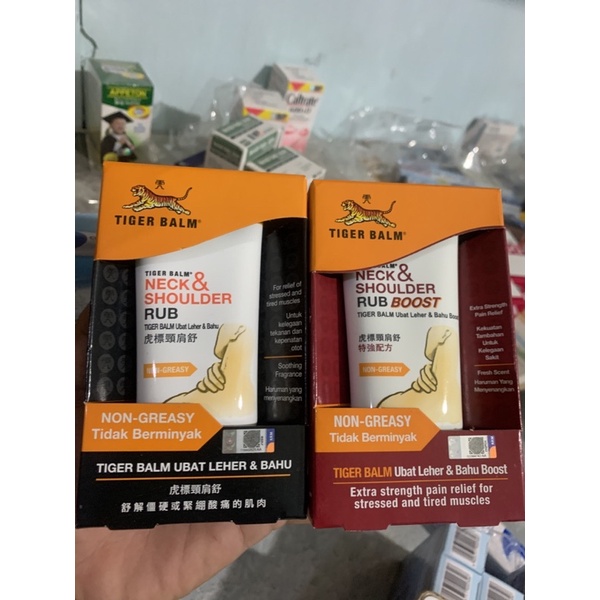 APPETON
Caltrate
TIGER BALM®
TIGER BALM®
NECK &
SHOULDER
RUB
TIGER BALM Ubat Leher & Bahu
虎標頸肩舒
NON-GREASY
For relief of
stressed and
tired muscles
Untuk
kelegaan
tekanan dan
kepenatan
otot
Soothing
Fragrance
Haruman yang
menyenangkan
NON-GREASY
Tidak Berminyak
TIGER BALM UBAT LEHER & BAHU
虎標頸肩舒
舒解僵硬或緊繃酸痛的肌肉
TIGER BALM®
BALM®
NECK &
SHOULDER
RUB BOOST
TIGER BALM Ubat Leher & Bahu Boost
虎標頸肩舒
特強配方
NON-GREASY
Extra Strength
Pain Relief
Kekuatan
Tambahan
Untuk
Kelegaan
Sakit
Fresh Scent
Haruman Yang
Menyenangkan
NON-GREASY
Tidak Berminyak
TIGER BALM Ubat Leher & Bahu Boost
Extra strength pain relief for
stressed and tired muscles